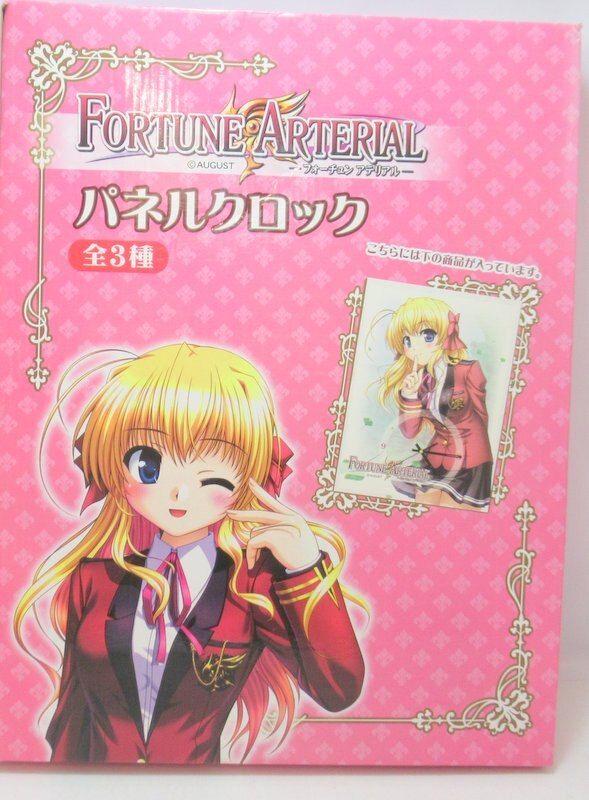 FORTUNE ARTERIAL
©AUGUST
フォーチュン アテリアル
パネルクロック
全3種
こちらには下の商品が入っています。
9
FORTUNE ARTERIAL